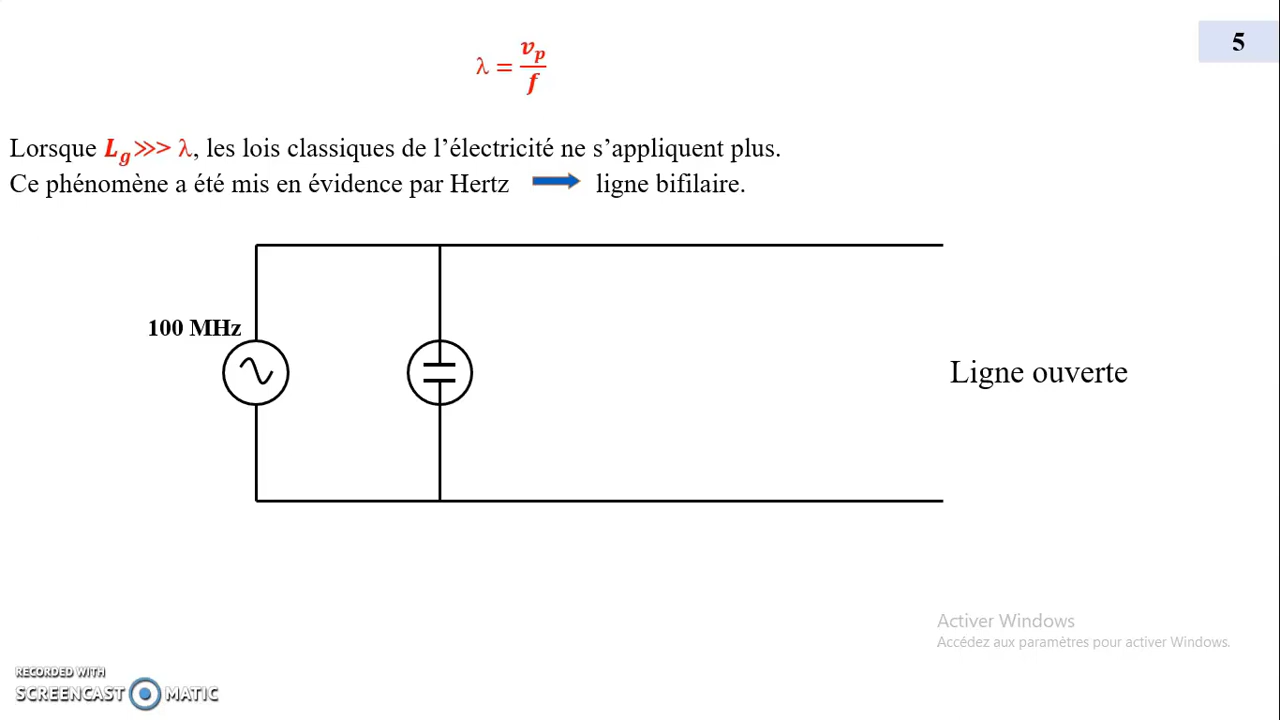 5
λ = v_p / f
Lorsque L_g >>> λ, les lois classiques de l’électricité ne s’appliquent plus.
Ce phénomène a été mis en évidence par Hertz ligne bifilaire.
100 MHz
Ligne ouverte
Activer Windows
Accédez aux paramètres pour activer Windows.
RECORDED WITH
SCREENCAST MATIC